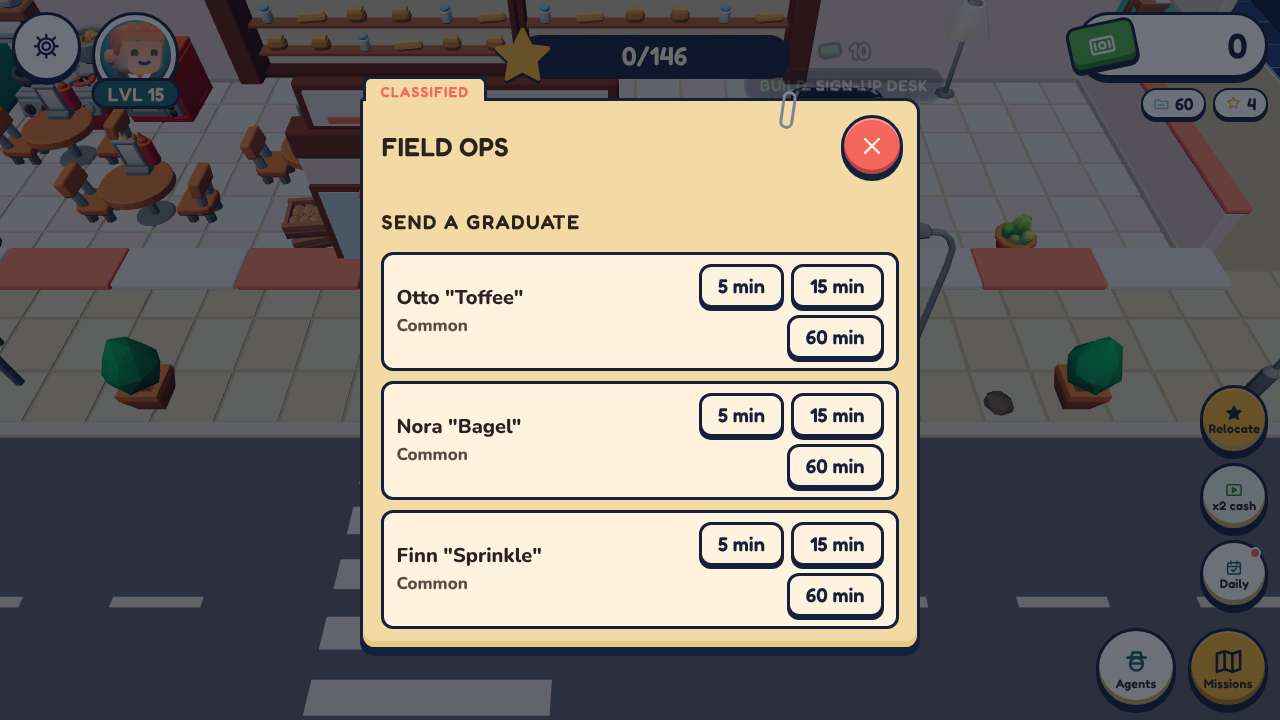 LVL 15
0/146
10
BUILD SIGN-UP DESK
0
60
4
CLASSIFIED
FIELD OPS
SEND A GRADUATE
Otto "Toffee"
Common
5 min
15 min
60 min
Nora "Bagel"
Common
5 min
15 min
60 min
Finn "Sprinkle"
Common
5 min
15 min
60 min
Relocate
x2 cash
Daily
Agents
Missions